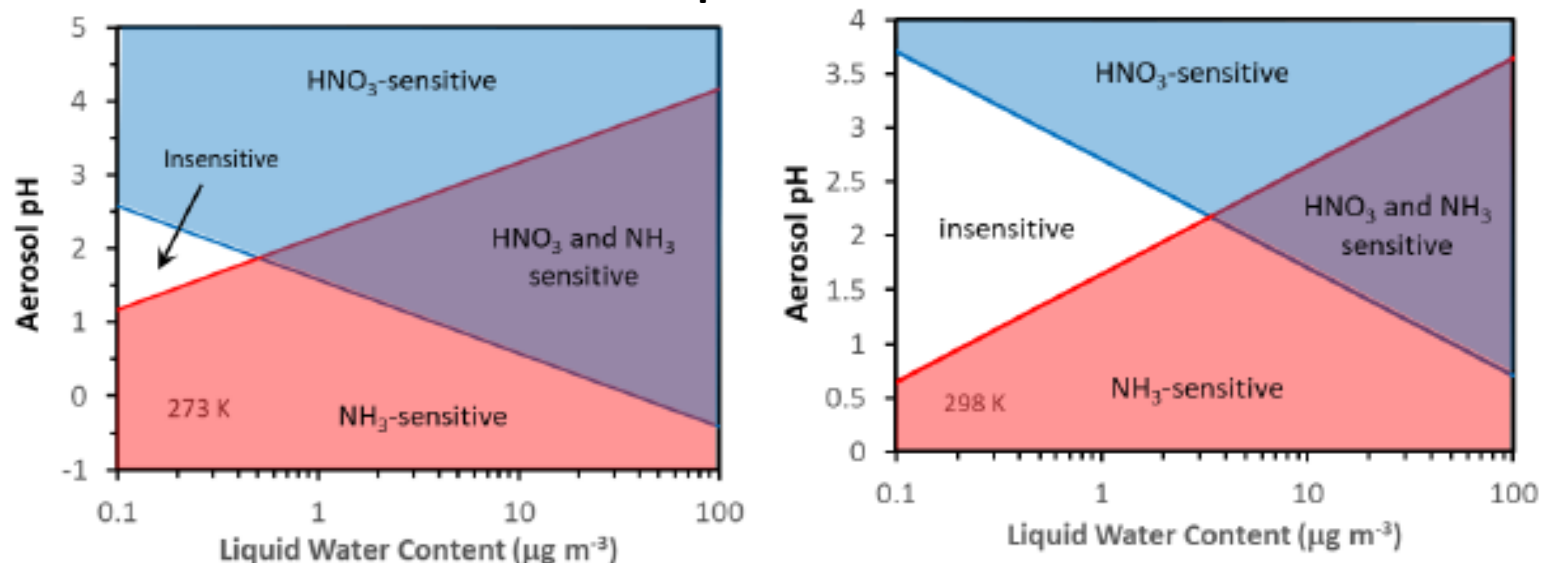 5
4
3
2
1
0
-1
Aerosol pH
HNO₃-sensitive
Insensitive
HNO₃ and NH₃
sensitive
273 K
NH₃-sensitive
0.1
1
10
100
Liquid Water Content (µg m⁻³)
4
3.5
3
2.5
2
1.5
1
0.5
0
Aerosol pH
HNO₃-sensitive
insensitive
HNO₃ and NH₃
sensitive
298 K
NH₃-sensitive
0.1
1
10
100
Liquid Water Content (µg m⁻³)